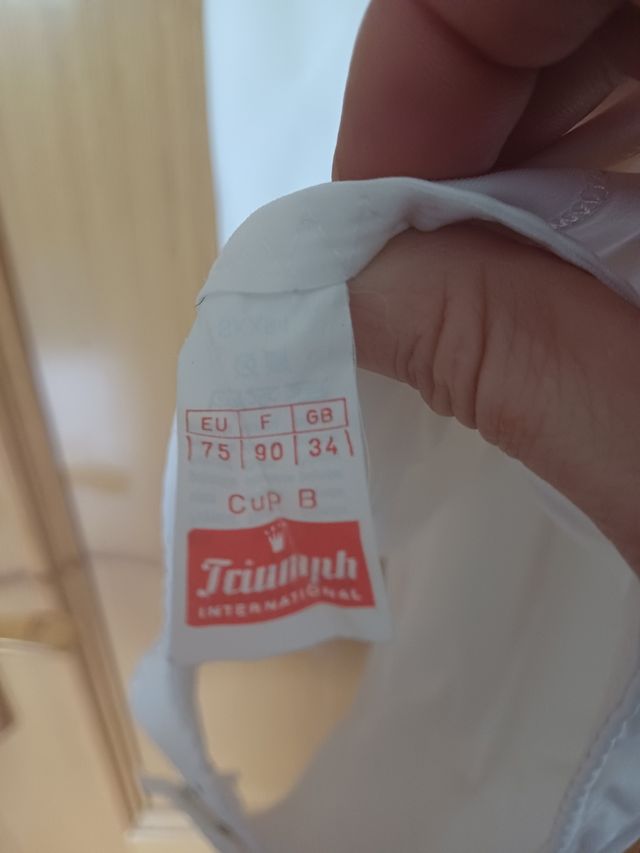 EU F GB
75 90 34
CUP B
Triumph
INTERNATIONAL